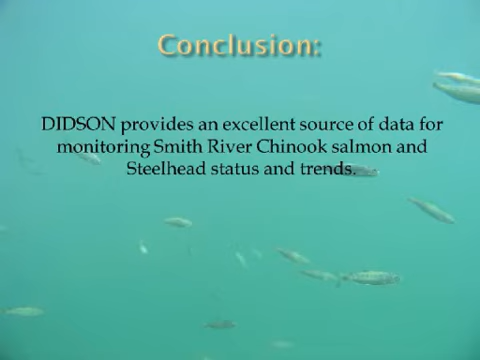 Conclusion:
DIDSON provides an excellent source of data for
monitoring Smith River Chinook salmon and
Steelhead status and trends.